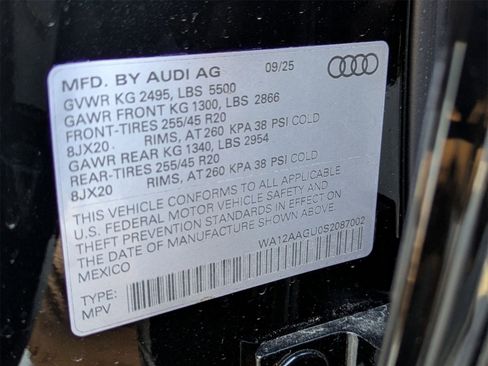 MFD. BY AUDI AG 09/25
GVWR KG 2495, LBS 5500
GAWR FRONT KG 1300, LBS 2866
FRONT-TIRES 255/45 R20
8JX20 RIMS, AT 260 KPA 38 PSI COLD
GAWR REAR KG 1340, LBS 2954
REAR-TIRES 255/45 R20
8JX20 RIMS, AT 260 KPA 38 PSI COLD
THIS VEHICLE CONFORMS TO ALL APPLICABLE
U.S. FEDERAL MOTOR VEHICLE SAFETY AND
THEFT PREVENTION STANDARDS IN EFFECT ON
THE DATE OF MANUFACTURE SHOWN ABOVE.
MEXICO WA12AAGU0S2087002
TYPE:
MPV